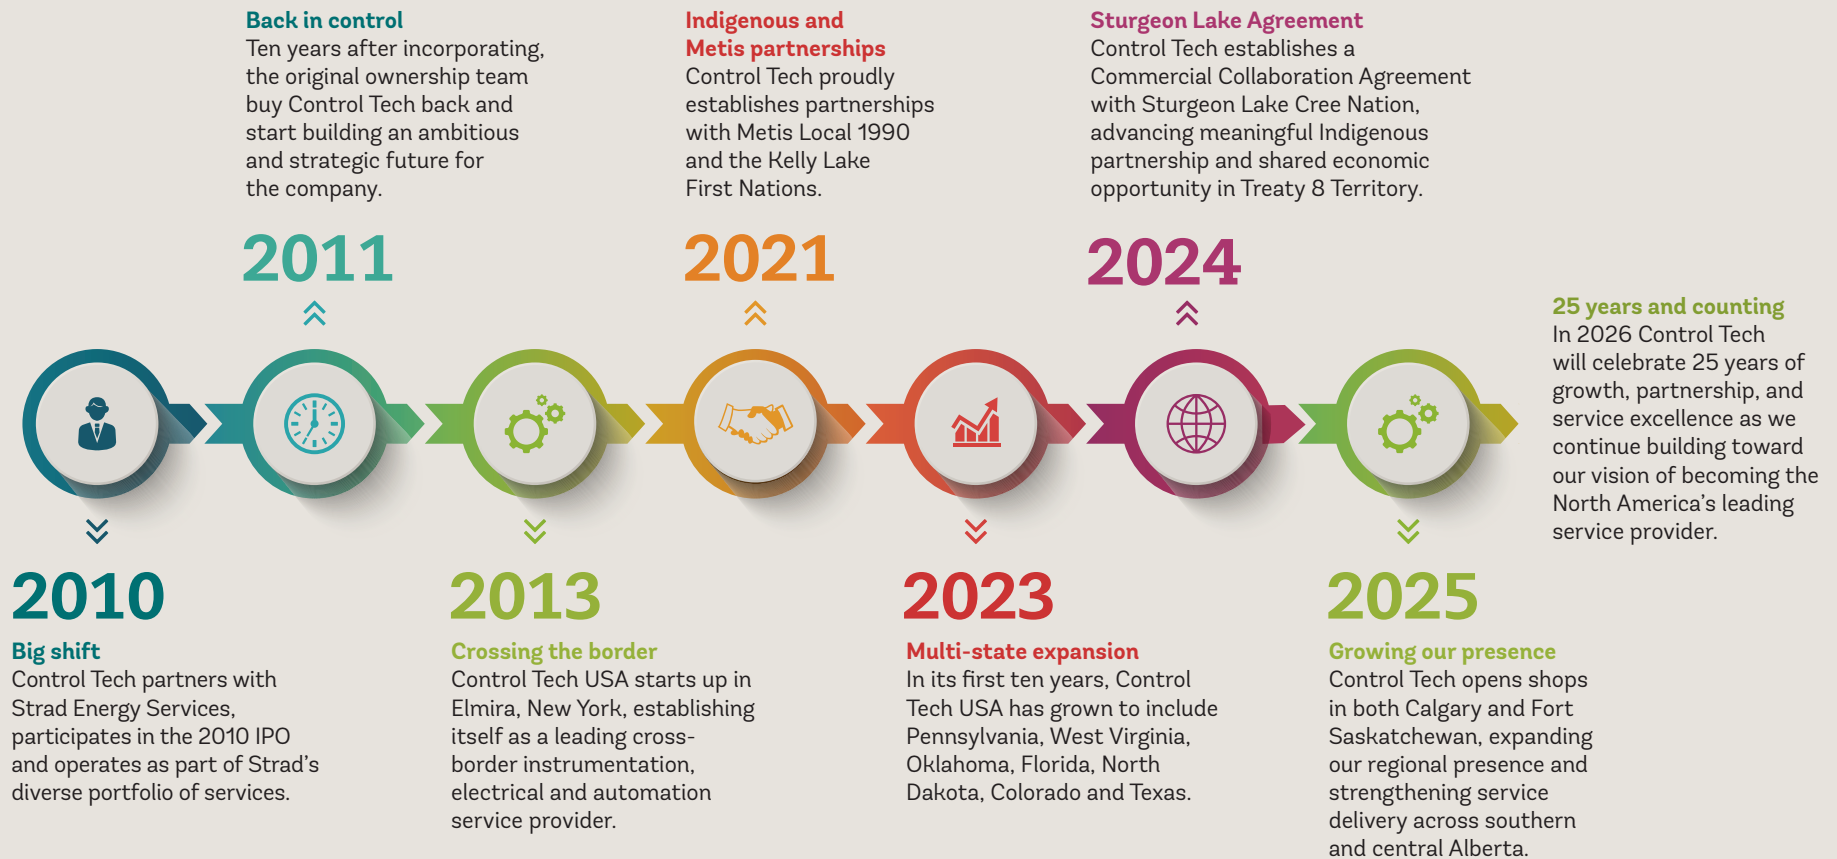 Back in control
Ten years after incorporating,
the original ownership team
buy Control Tech back and
start building an ambitious
and strategic future for
the company.
2011
Indigenous and
Metis partnerships
Control Tech proudly
establishes partnerships
with Metis Local 1990
and the Kelly Lake
First Nations.
2021
Sturgeon Lake Agreement
Control Tech establishes a
Commercial Collaboration Agreement
with Sturgeon Lake Cree Nation,
advancing meaningful Indigenous
partnership and shared economic
opportunity in Treaty 8 Territory.
2024
25 years and counting
In 2026 Control Tech
will celebrate 25 years of
growth, partnership, and
service excellence as we
continue building toward
our vision of becoming the
North America's leading
service provider.
2010
Big shift
Control Tech partners with
Strad Energy Services,
participates in the 2010 IPO
and operates as part of Strad's
diverse portfolio of services.
2013
Crossing the border
Control Tech USA starts up in
Elmira, New York, establishing
itself as a leading cross-
border instrumentation,
electrical and automation
service provider.
2023
Multi-state expansion
In its first ten years, Control
Tech USA has grown to include
Pennsylvania, West Virginia,
Oklahoma, Florida, North
Dakota, Colorado and Texas.
2025
Growing our presence
Control Tech opens shops
in both Calgary and Fort
Saskatchewan, expanding
our regional presence and
strengthening service
delivery across southern
and central Alberta.